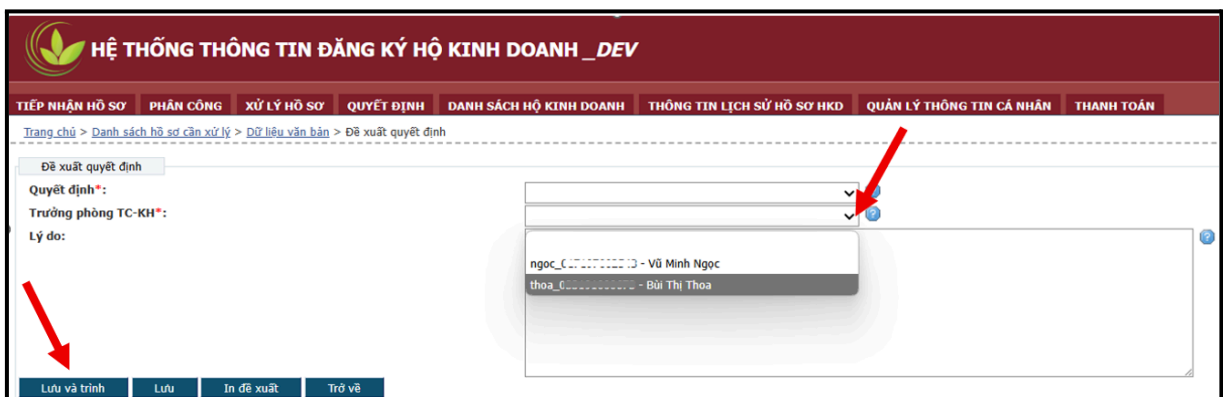 HỆ THỐNG THÔNG TIN ĐĂNG KÝ HỘ KINH DOANH _DEV
TIẾP NHẬN HỒ SƠ PHÂN CÔNG XỬ LÝ HỒ SƠ QUYẾT ĐỊNH DANH SÁCH HỘ KINH DOANH THÔNG TIN LỊCH SỬ HỒ SƠ HKD QUẢN LÝ THÔNG TIN CÁ NHÂN THANH TOÁN
Trang chủ > Danh sách hồ sơ cần xử lý > Dữ liệu văn bản > Đề xuất quyết định
Đề xuất quyết định
Quyết định*:
Trưởng phòng TC-KH*:
Lý do:
- Vũ Minh Ngọc
- Bùi Thị Thoa
Lưu và trình Lưu In đề xuất Trở về